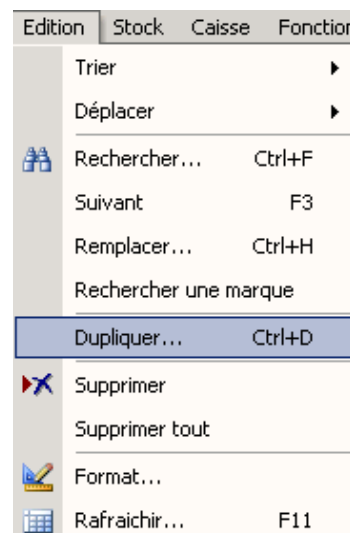 Edition Stock Caisse Fonction
Trier
Déplacer
Rechercher... Ctrl+F
Suivant F3
Remplacer... Ctrl+H
Rechercher une marque
Dupliquer... Ctrl+D
Supprimer
Supprimer tout
Format...
Rafraichir... F11